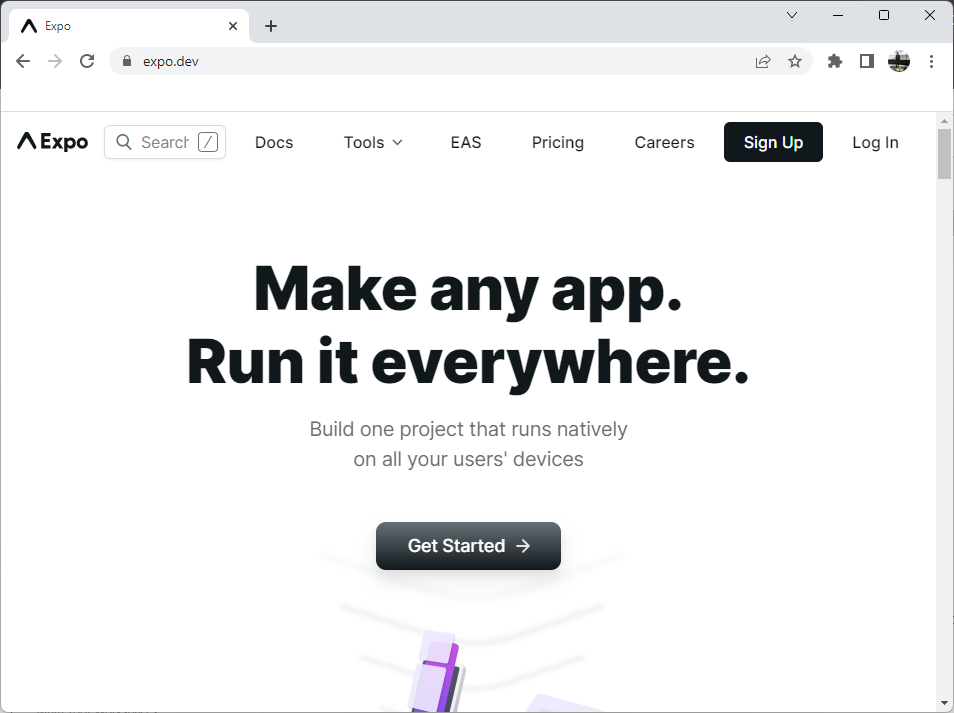 Expo
expo.dev
Expo
Search /
Docs
Tools
EAS
Pricing
Careers
Sign Up
Log In
Make any app.
Run it everywhere.
Build one project that runs natively
on all your users' devices
Get Started →